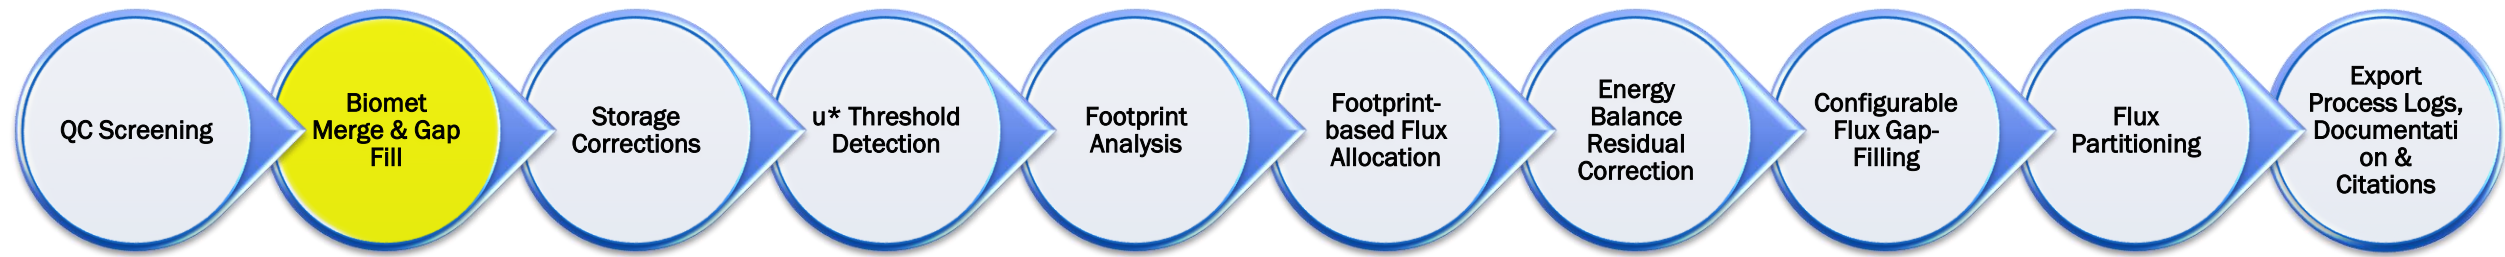 QC Screening
Biomet
Merge & Gap
Fill
Storage
Corrections
u* Threshold
Detection
Footprint
Analysis
Footprint-
based Flux
Allocation
Energy
Balance
Residual
Correction
Configurable
Flux Gap-
Filling
Flux
Partitioning
Export
Process Logs,
Documentati
on &
Citations